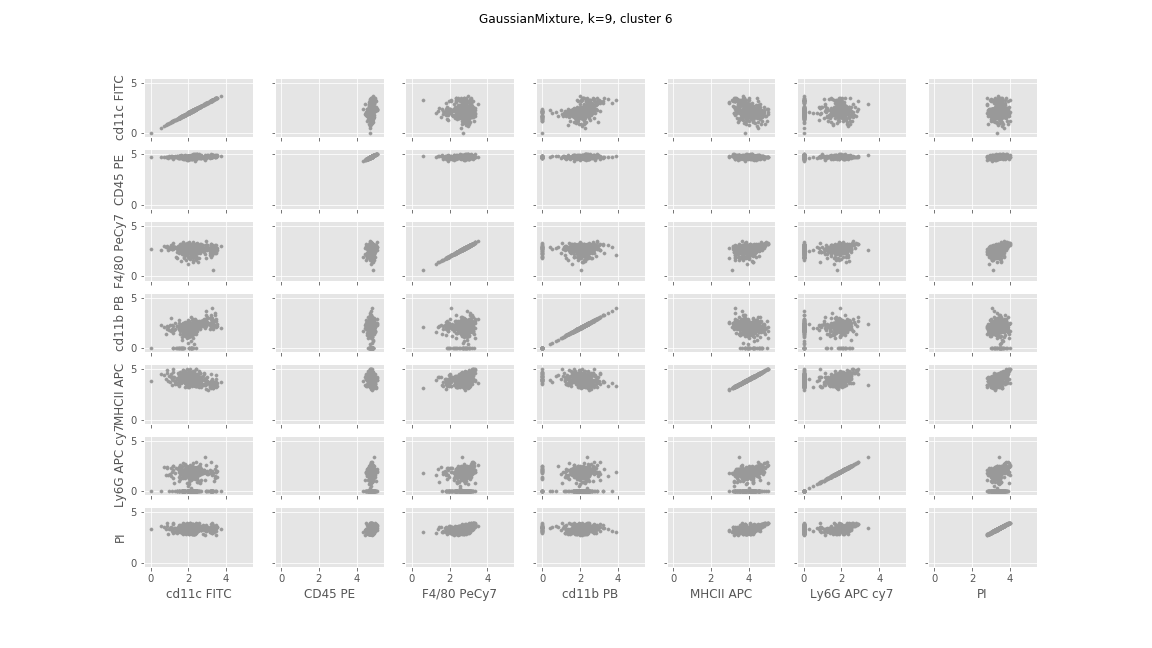 GaussianMixture, k=9, cluster 6
cd11c FITC
5
0
CD45 PE
5
0
F4/80 PeCy7
5
0
cd11b PB
5
0
MHCII APC
5
0
Ly6G APC cy7
5
0
PI
5
0
0 2 4 0 2 4 0 2 4 0 2 4 0 2 4 0 2 4 0 2 4
cd11c FITC CD45 PE F4/80 PeCy7 cd11b PB MHCII APC Ly6G APC cy7 PI